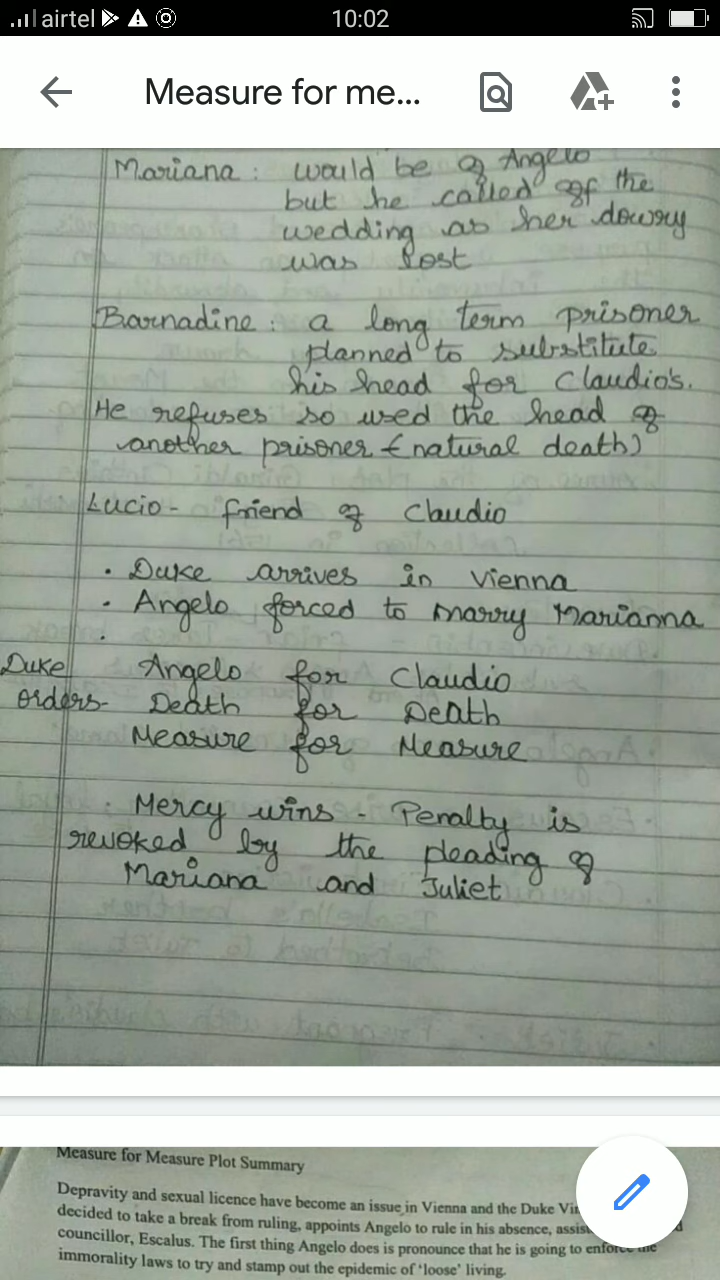 airtel
10:02
Measure for me...
Mariana : would be of Angelo
but he called off the
wedding as her dowry
was lost
Barnadine : a long term prisoner
planned to substitute
his head for Claudio's.
He refuses so used the head of
another prisoner (natural death)
Lucio - friend of Claudio
• Duke arrives in Vienna
• Angelo forced to marry Marianna
•
Duke Angelo for Claudio
orders- Death for Death
Measure for Measure
• Mercy wins - Penalty is
revoked by the pleading of
Mariana and Juliet
Measure for Measure Plot Summary
Depravity and sexual licence have become an issue in Vienna and the Duke
decided to take a break from ruling, appoints Angelo to rule in his absence,
councillor, Escalus. The first thing Angelo does is pronounce that he is going to enforce the
immorality laws to try and stamp out the epidemic of 'loose' living.